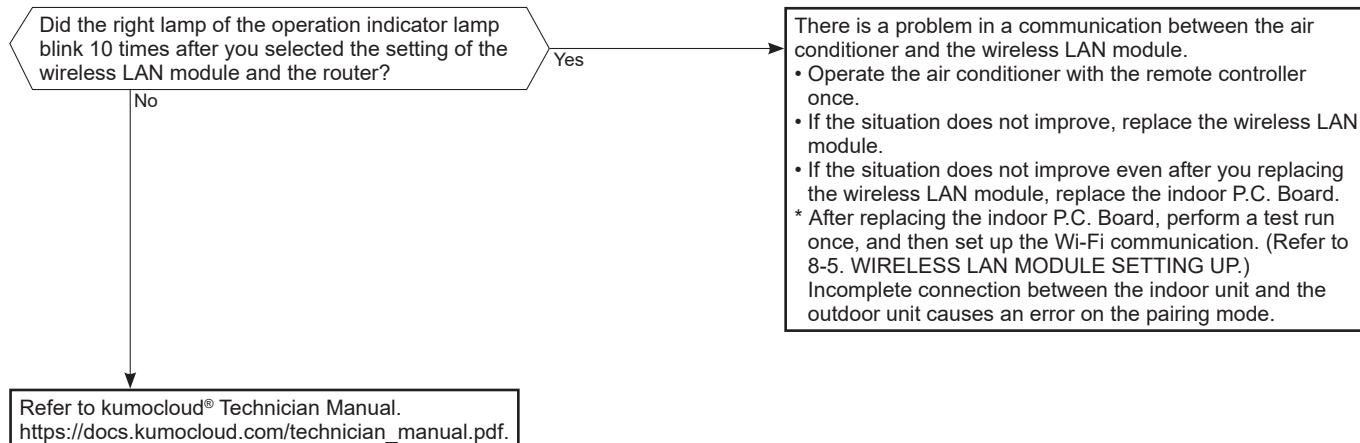 Did the right lamp of the operation indicator lamp
blink 10 times after you selected the setting of the
wireless LAN module and the router?
Yes
No
There is a problem in a communication between the air
conditioner and the wireless LAN module.
• Operate the air conditioner with the remote controller
once.
• If the situation does not improve, replace the wireless LAN
module.
• If the situation does not improve even after you replacing
the wireless LAN module, replace the indoor P.C. Board.
* After replacing the indoor P.C. Board, perform a test run
once, and then set up the Wi-Fi communication. (Refer to
8-5. WIRELESS LAN MODULE SETTING UP.)
Incomplete connection between the indoor unit and the
outdoor unit causes an error on the pairing mode.
Refer to kumocloud® Technician Manual.
https://docs.kumocloud.com/technician_manual.pdf.